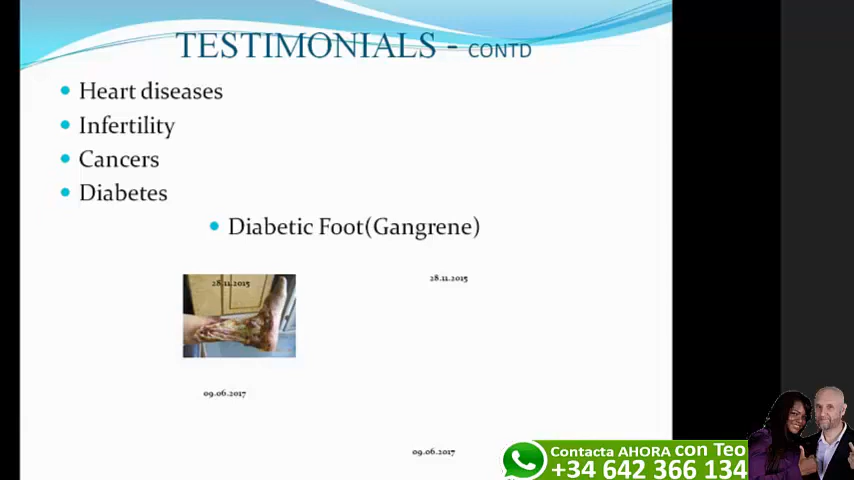 TESTIMONIALS - CONTD
Heart diseases
Infertility
Cancers
Diabetes
Diabetic Foot(Gangrene)
28.11.2015
28.11.2015
09.06.2017
09.06.2017
Contacta AHORA con Teo
+34 642 366 134